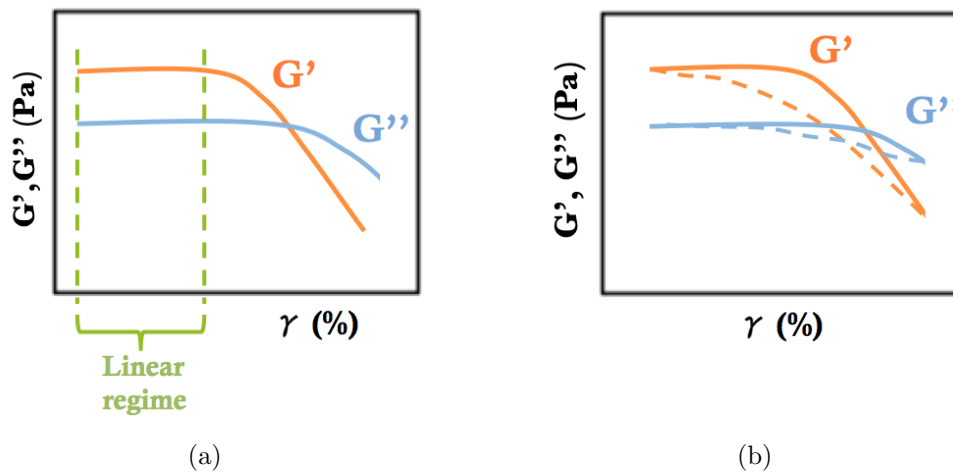 G',G'' (Pa)
G'
G''
γ (%)
Linear
regime
(a)
G', G'' (Pa)
G'
G''
γ (%)
(b)